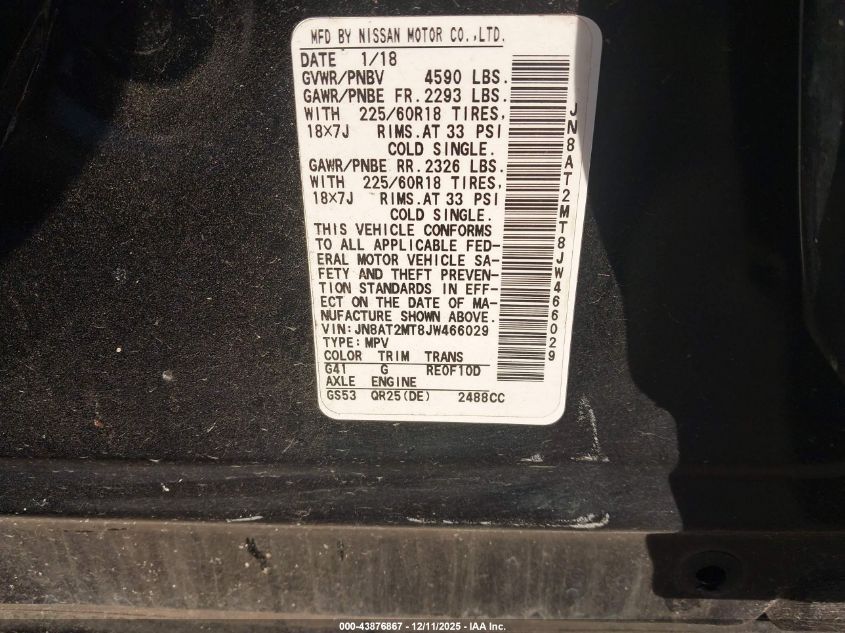 MFD BY NISSAN MOTOR CO.,LTD.
DATE 1/18
GVWR/PNBV 4590 LBS.
GAWR/PNBE FR. 2293 LBS.
WITH 225/60R18 TIRES,
18×7J RIMS. AT 33 PSI
COLD SINGLE.
GAWR/PNBE RR. 2326 LBS.
WITH 225/60R18 TIRES,
18×7J RIMS. AT 33 PSI
COLD SINGLE.
THIS VEHICLE CONFORMS
TO ALL APPLICABLE FED-
ERAL MOTOR VEHICLE SA-
FETY AND THEFT PREVEN-
TION STANDARDS IN EFF-
ECT ON THE DATE OF MA-
NUFACTURE SHOWN ABOVE.
VIN: JN8AT2MT8JW466029
TYPE: MPV
COLOR TRIM TRANS
G41 G RE0F10D
AXLE ENGINE
GS53 QR25(DE) 2488CC
JN8AT2MT8JW466029
000-43876867 - 12/11/2025 - IAA Inc.